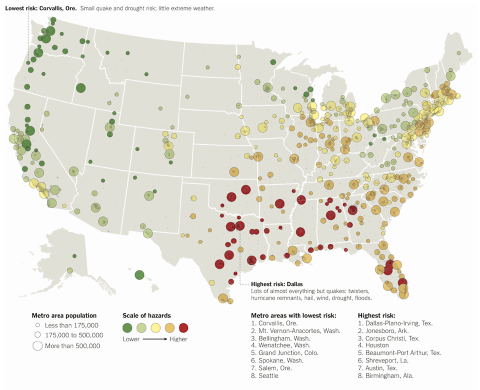 Lowest risk: Corvallis, Ore. Small quake and drought risk; little extreme weather.
Highest risk: Dallas
Lots of almost everything but quakes: twisters,
hurricane remnants, hail, wind, drought, floods.
Metro area population
Less than 175,000
175,000 to 500,000
More than 500,000
Scale of hazards
Lower Higher
Metro areas with lowest risk:
1. Corvallis, Ore.
2. Mt. Vernon-Anacortes, Wash.
3. Bellingham, Wash.
4. Wenatchee, Wash.
5. Grand Junction, Colo.
6. Spokane, Wash.
7. Salem, Ore.
8. Seattle
Highest risk:
1. Dallas-Plano-Irving, Tex.
2. Jonesboro, Ark.
3. Corpus Christi, Tex.
4. Houston
5. Beaumont-Port Arthur, Tex.
6. Shreveport, La.
7. Austin, Tex.
8. Birmingham, Ala.